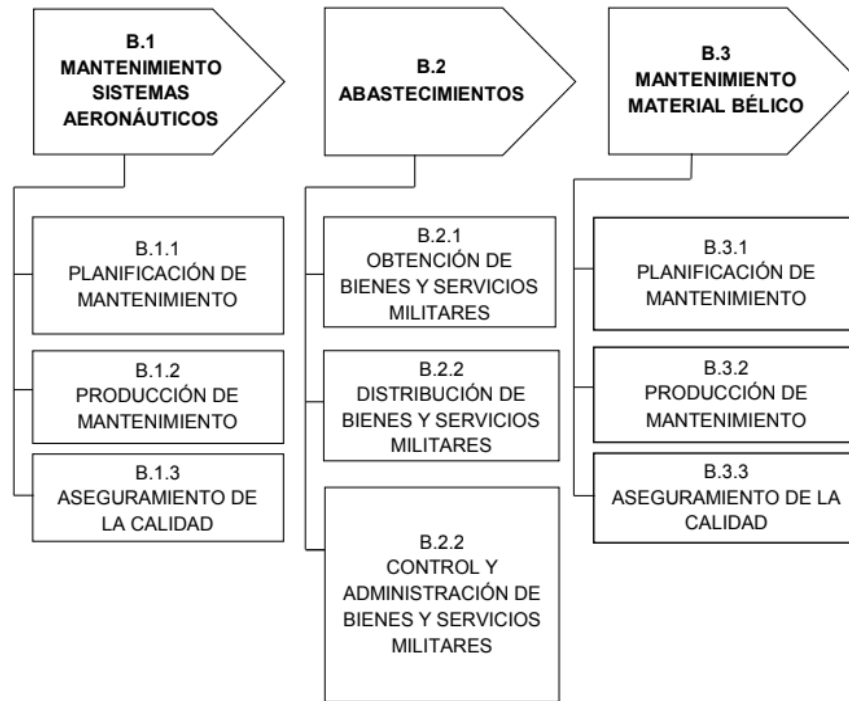 B.1
MANTENIMIENTO
SISTEMAS
AERONÁUTICOS
B.1.1
PLANIFICACIÓN DE
MANTENIMIENTO
B.1.2
PRODUCCIÓN DE
MANTENIMIENTO
B.1.3
ASEGURAMIENTO DE
LA CALIDAD
B.2
ABASTECIMIENTOS
B.2.1
OBTENCIÓN DE
BIENES Y SERVICIOS
MILITARES
B.2.2
DISTRIBUCIÓN DE
BIENES Y SERVICIOS
MILITARES
B.2.2
CONTROL Y
ADMINISTRACIÓN DE
BIENES Y SERVICIOS
MILITARES
B.3
MANTENIMIENTO
MATERIAL BÉLICO
B.3.1
PLANIFICACIÓN DE
MANTENIMIENTO
B.3.2
PRODUCCIÓN DE
MANTENIMIENTO
B.3.3
ASEGURAMIENTO DE LA
CALIDAD